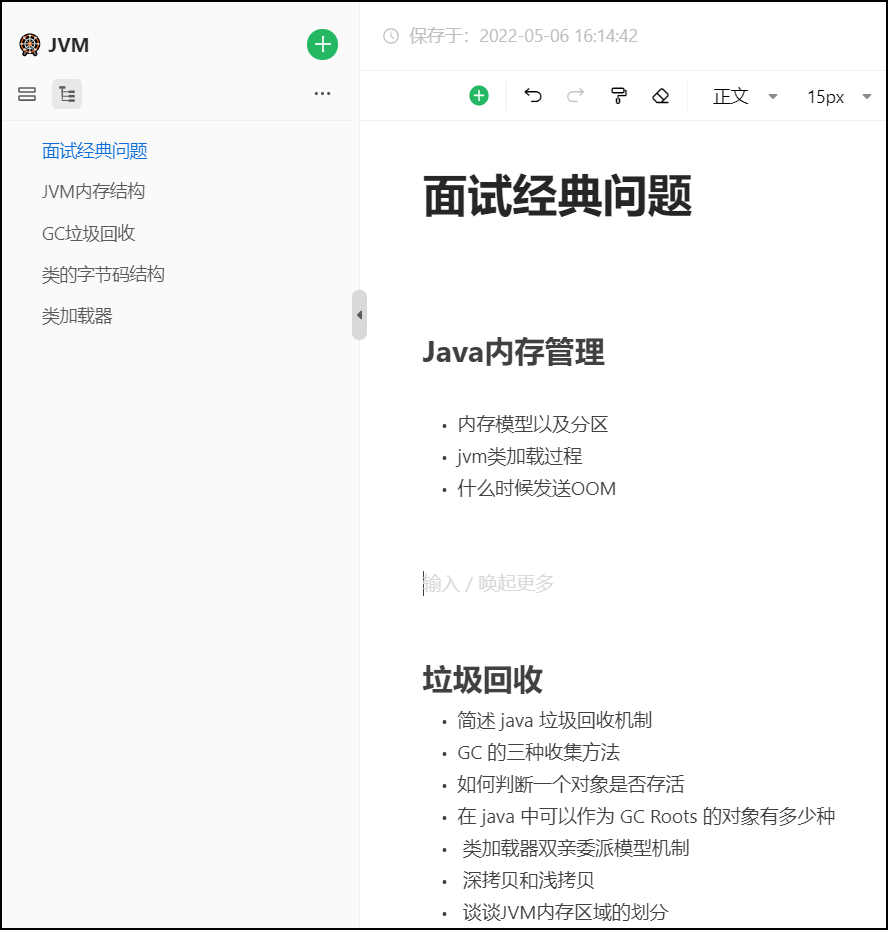 JVM
面试经典问题
JVM内存结构
GC垃圾回收
类的字节码结构
类加载器
保存于：2022-05-06 16:14:42
正文 15px
面试经典问题
Java内存管理
• 内存模型以及分区
• jvm类加载过程
• 什么时候发送OOM
输入 / 唤起更多
垃圾回收
• 简述 java 垃圾回收机制
• GC 的三种收集方法
• 如何判断一个对象是否存活
• 在 java 中可以作为 GC Roots 的对象有多少种
• 类加载器双亲委派模型机制
• 深拷贝和浅拷贝
• 谈谈JVM内存区域的划分